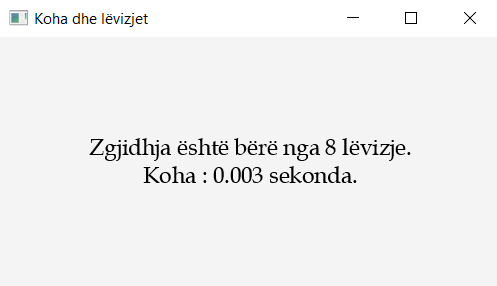 Koha dhe lëvizjet
Zgjidhja është bërë nga 8 lëvizje.
Koha : 0.003 sekonda.